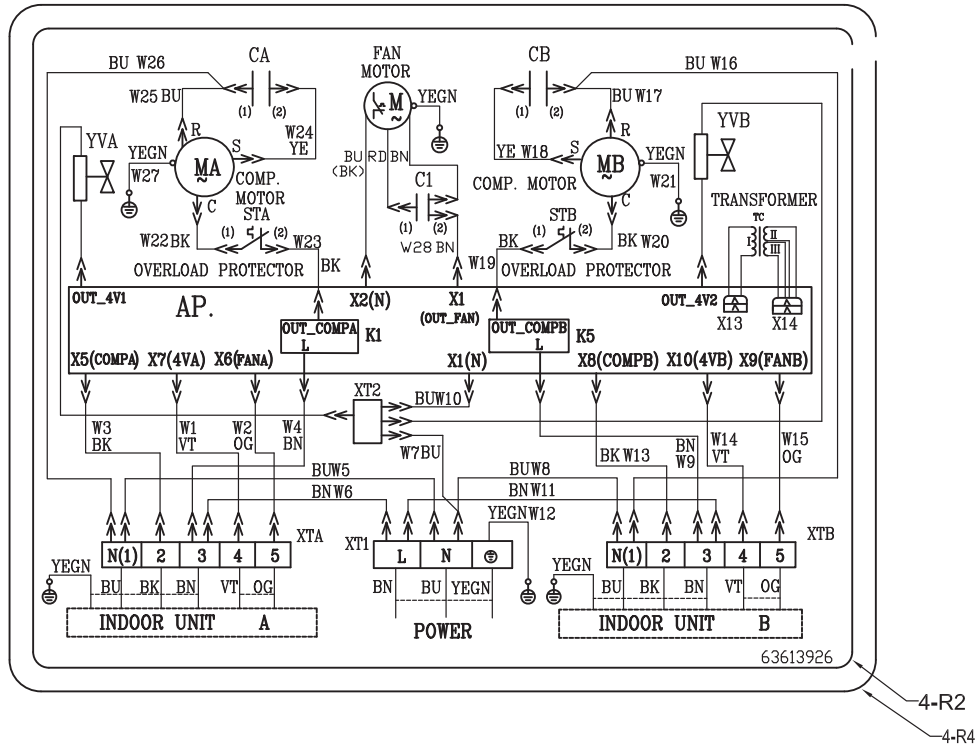 BU W26
CA
FAN
MOTOR
CB
BU W16
W25 BU
(1) (2)
M
~
YEGN
(1) (2)
BU W17
R
S
W24
YE
YVA
YEGN
W27
MA
~
COMP.
MOTOR
C
BU RD BN
(BK)
C1
(1) (2)
W28 BN
YE W18
S
R
MB
~
COMP. MOTOR
C
YEGN
W21
YVB
TRANSFORMER
TC
I
II
III
STA
(1) (2)
W22 BK
W23
OVERLOAD PROTECTOR
BK
STB
(1) (2)
BK
BK W20
W19
OVERLOAD PROTECTOR
OUT_4V1
AP.
X2(N)
X1
(OUT_FAN)
OUT_4V2
X13
X14
OUT_COMPA
L
K1
OUT_COMPB
L
K5
X5(COMPA)
X7(4VA)
X6(FANA)
X1(N)
X8(COMPB)
X10(4VB)
X9(FANB)
XT2
BUW10
W3
BK
W1
VT
W2
OG
W4
BN
W7BU
BK W13
BN
W9
W14
VT
W15
OG
BUW5
BNW6
BUW8
BNW11
YEGNW12
XTA
XT1
XTB
N(1) 2 3 4 5
L N
N(1) 2 3 4 5
YEGN
BU BK BN VT OG
BN BU YEGN
YEGN
BU BK BN VT OG
INDOOR UNIT A
POWER
INDOOR UNIT B
63613926
4-R2
4-R4